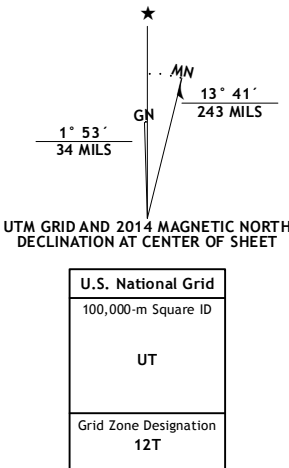 ★
MN
GN
13° 41´
243 MILS
1° 53´
34 MILS
UTM GRID AND 2014 MAGNETIC NORTH
DECLINATION AT CENTER OF SHEET
U.S. National Grid
100,000-m Square ID
UT
Grid Zone Designation
12T